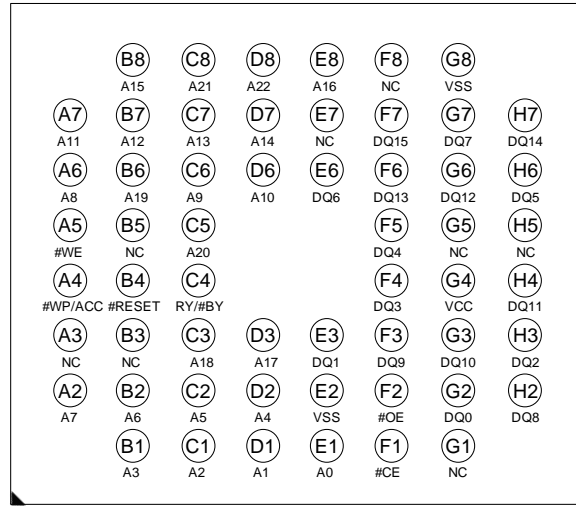 B8 C8 D8 E8 F8 G8
A15 A21 A22 A16 NC VSS
A7 B7 C7 D7 E7 F7 G7 H7
A11 A12 A13 A14 NC DQ15 DQ7 DQ14
A6 B6 C6 D6 E6 F6 G6 H6
A8 A19 A9 A10 DQ6 DQ13 DQ12 DQ5
A5 B5 C5 F5 G5 H5
#WE NC A20 DQ4 NC NC
A4 B4 C4 F4 G4 H4
#WP/ACC #RESET RY/#BY DQ3 VCC DQ11
A3 B3 C3 D3 E3 F3 G3 H3
NC NC A18 A17 DQ1 DQ9 DQ10 DQ2
A2 B2 C2 D2 E2 F2 G2 H2
A7 A6 A5 A4 VSS #OE DQ0 DQ8
B1 C1 D1 E1 F1 G1
A3 A2 A1 A0 #CE NC